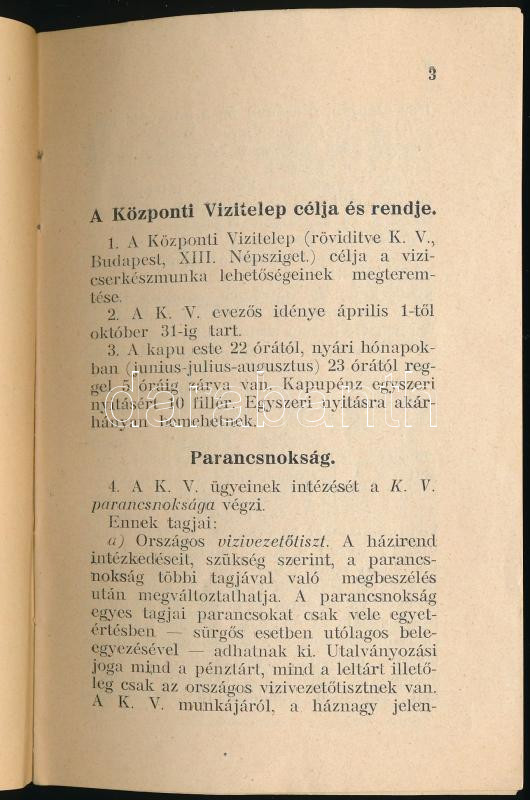 3
A Központi Vizitelep célja és rendje.
1. A Központi Vizitelep (röviditve K. V.,
Budapest, XIII. Népsziget.) célja a vizi-
cserkészmunka lehetőségeinek megterem-
tése.
2. A K. V. evezős idénye április 1-től
október 31-ig tart.
3. A kapu este 22 órától, nyári hónapok-
ban (junius-julius-augusztus) 23 órától reg-
gel 5 óráig zárva van. Kapupénz egyszeri
nyitásért 10 fillér. Egyszeri nyitásra akár-
hányan bemehetnek.
darabanth
Parancsnokság.
4. A K. V. ügyeinek intézését a K. V.
parancsnoksága végzi.
Ennek tagjai:
a) Országos vizivezetőtiszt. A házirend
intézkedéseit, szükség szerint, a parancs-
nokság többi tagjával való megbeszélés
után megváltoztathatja. A parancsnokság
egyes tagjai parancsokat csak vele egyet-
értésben — sürgős esetben utólagos bele-
egyezésével — adhatnak ki. Utalványozási
joga mind a pénztárt, mind a leltárt illető-
leg csak az országos vizivezetőtisztnek van.
A K. V. munkájáról, a háznagy jelen-